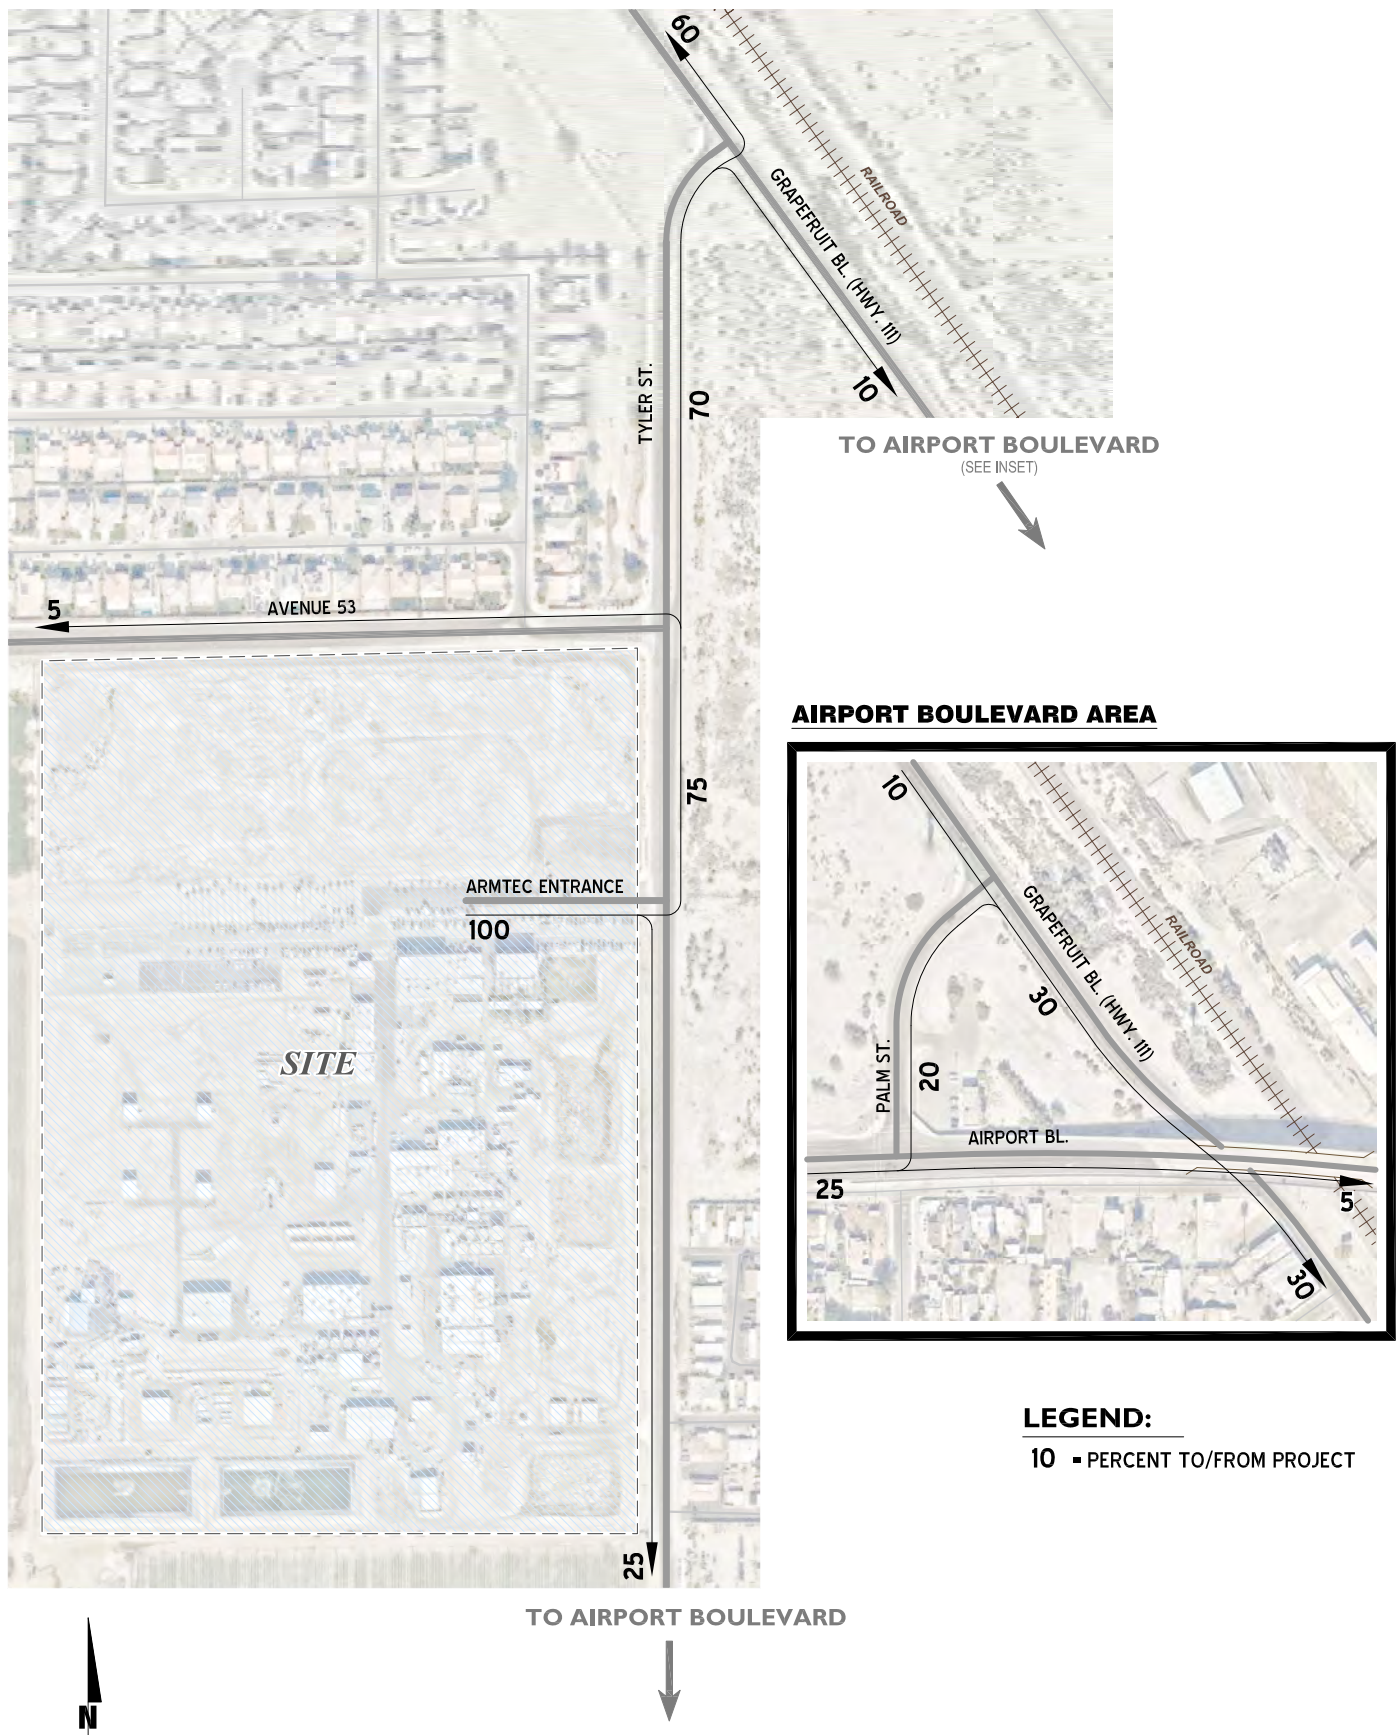 60
RAILROAD
GRAPEFRUIT BL. (HWY. 111)
TYLER ST.
70
10
TO AIRPORT BOULEVARD
(SEE INSET)
5
AVENUE 53
75
ARMTEC ENTRANCE
100
SITE
25
TO AIRPORT BOULEVARD
N
AIRPORT BOULEVARD AREA
10
GRAPEFRUIT BL. (HWY. 111)
RAILROAD
30
PALM ST.
20
AIRPORT BL.
25
5
30
LEGEND:
10 = PERCENT TO/FROM PROJECT